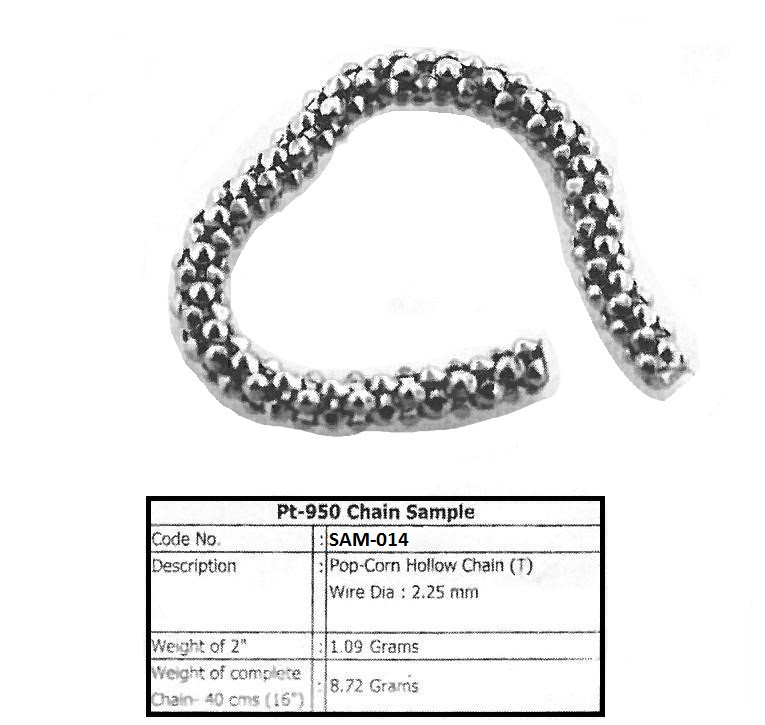 Pt-950 Chain Sample
Code No. : SAM-014
Description : Pop-Corn Hollow Chain (T)
Wire Dia : 2.25 mm
Weight of 2" : 1.09 Grams
Weight of complete
Chain- 40 cms (16") : 8.72 Grams